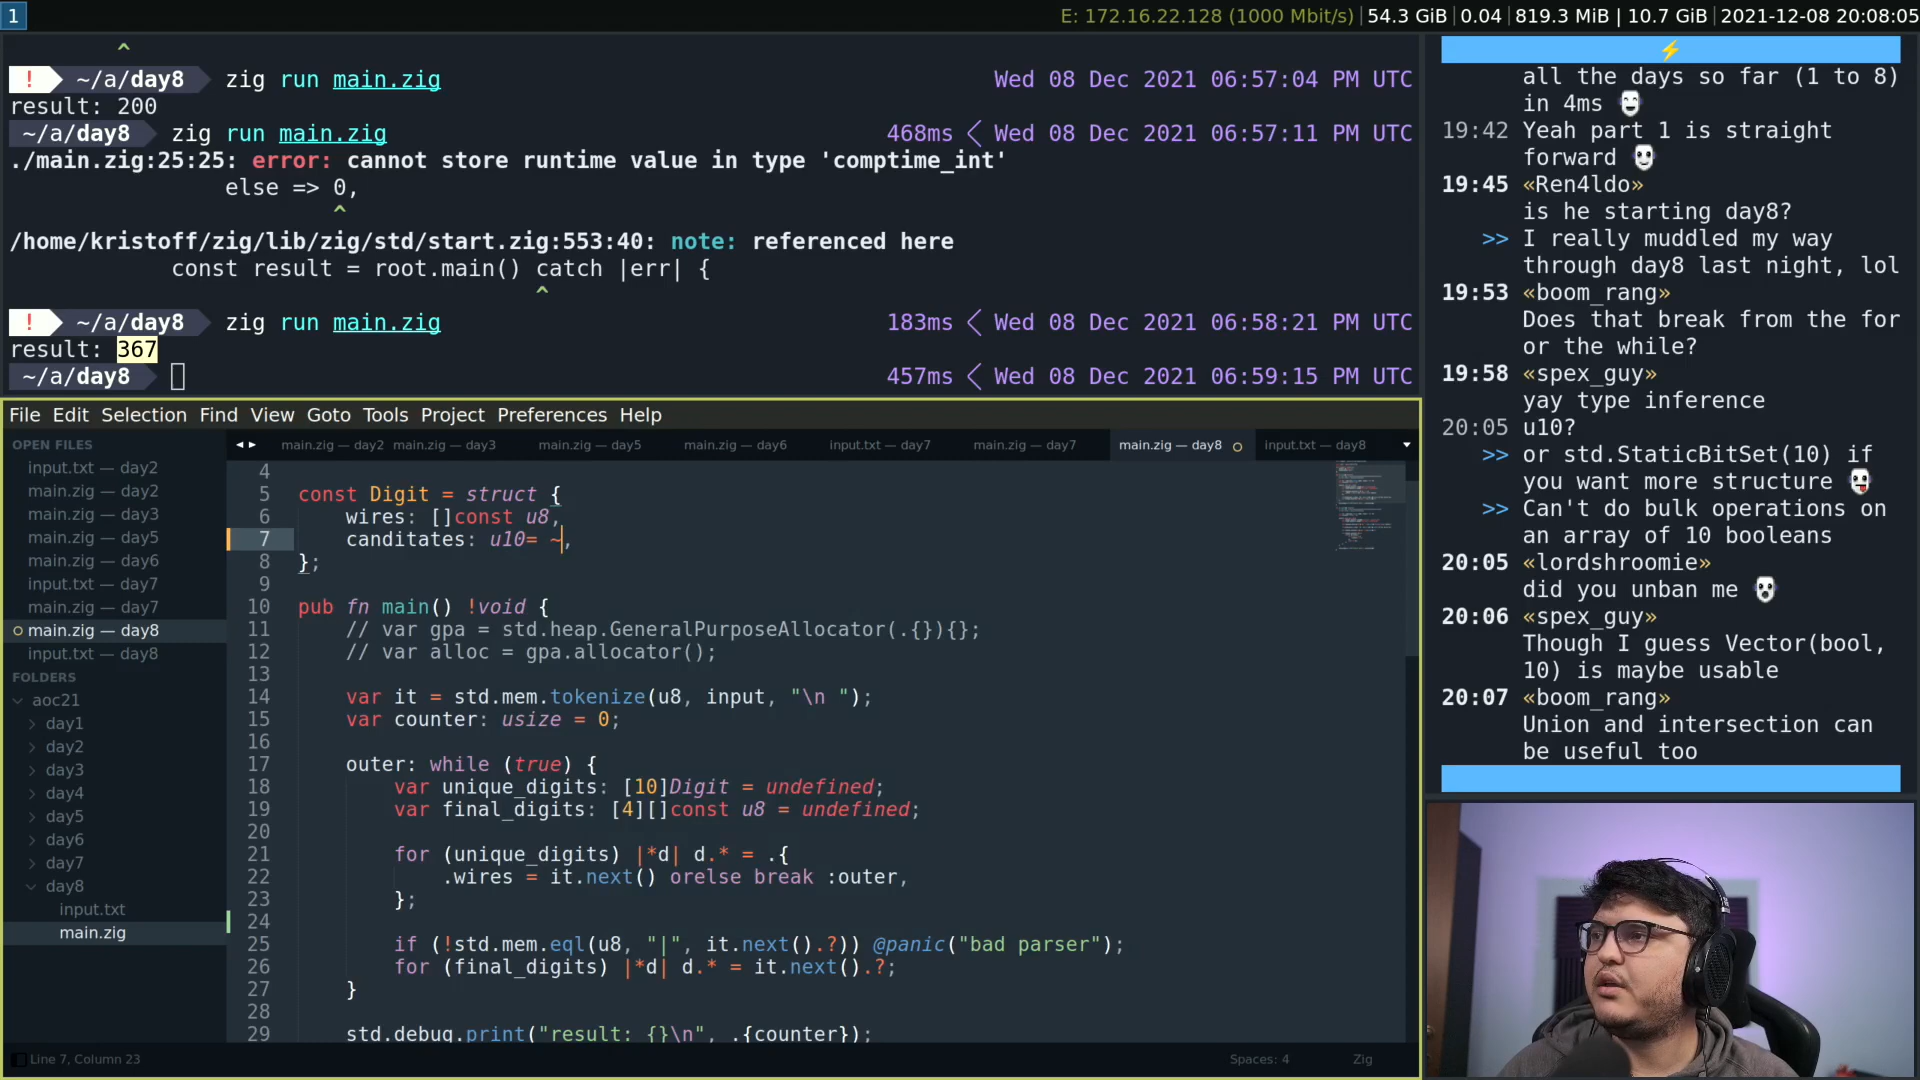 1
E: 172.16.22.128 (1000 Mbit/s) | 54.3 GiB | 0.04 | 819.3 MiB | 10.7 GiB | 2021-12-08 20:08:05
^
! ~/a/day8 zig run main.zig Wed 08 Dec 2021 06:57:04 PM UTC
result: 200
~/a/day8 zig run main.zig 468ms < Wed 08 Dec 2021 06:57:11 PM UTC
./main.zig:25:25: error: cannot store runtime value in type 'comptime_int'
else => 0,
^
/home/kristoff/zig/lib/zig/std/start.zig:553:40: note: referenced here
const result = root.main() catch |err| {
^
! ~/a/day8 zig run main.zig 183ms < Wed 08 Dec 2021 06:58:21 PM UTC
result: 367
~/a/day8 457ms < Wed 08 Dec 2021 06:59:15 PM UTC
File Edit Selection Find View Goto Tools Project Preferences Help
OPEN FILES
input.txt — day2
main.zig — day2
main.zig — day3
main.zig — day5
main.zig — day6
input.txt — day7
main.zig — day7
main.zig — day8
input.txt — day8
FOLDERS
aoc21
day1
day2
day3
day4
day5
day6
day7
day8
input.txt
main.zig
main.zig — day2 main.zig — day3 main.zig — day5 main.zig — day6 input.txt — day7 main.zig — day7 main.zig — day8 input.txt — day8
4
5 const Digit = struct {
6 wires: []const u8,
7 canditates: u10= ~,
8 };
9
10 pub fn main() !void {
11 // var gpa = std.heap.GeneralPurposeAllocator(.{}){};
12 // var alloc = gpa.allocator();
13
14 var it = std.mem.tokenize(u8, input, "\n ");
15 var counter: usize = 0;
16
17 outer: while (true) {
18 var unique_digits: [10]Digit = undefined;
19 var final_digits: [4][]const u8 = undefined;
20
21 for (unique_digits) |*d| d.* = .{
22 .wires = it.next() orelse break :outer,
23 };
24
25 if (!std.mem.eql(u8, "|", it.next().?)) @panic("bad parser");
26 for (final_digits) |*d| d.* = it.next().?;
27 }
28
29 std.debug.print("result: {}\n", .{counter});
Line 7, Column 23 Spaces: 4 Zig
⚡
all the days so far (1 to 8)
in 4ms
19:42 Yeah part 1 is straight
forward
19:45 «Ren4ldo»
is he starting day8?
>> I really muddled my way
through day8 last night, lol
19:53 «boom_rang»
Does that break from the for
or the while?
19:58 «spex_guy»
yay type inference
20:05 u10?
>> or std.StaticBitSet(10) if
you want more structure
>> Can't do bulk operations on
an array of 10 booleans
20:05 «lordshroomie»
did you unban me
20:06 «spex_guy»
Though I guess Vector(bool,
10) is maybe usable
20:07 «boom_rang»
Union and intersection can
be useful too